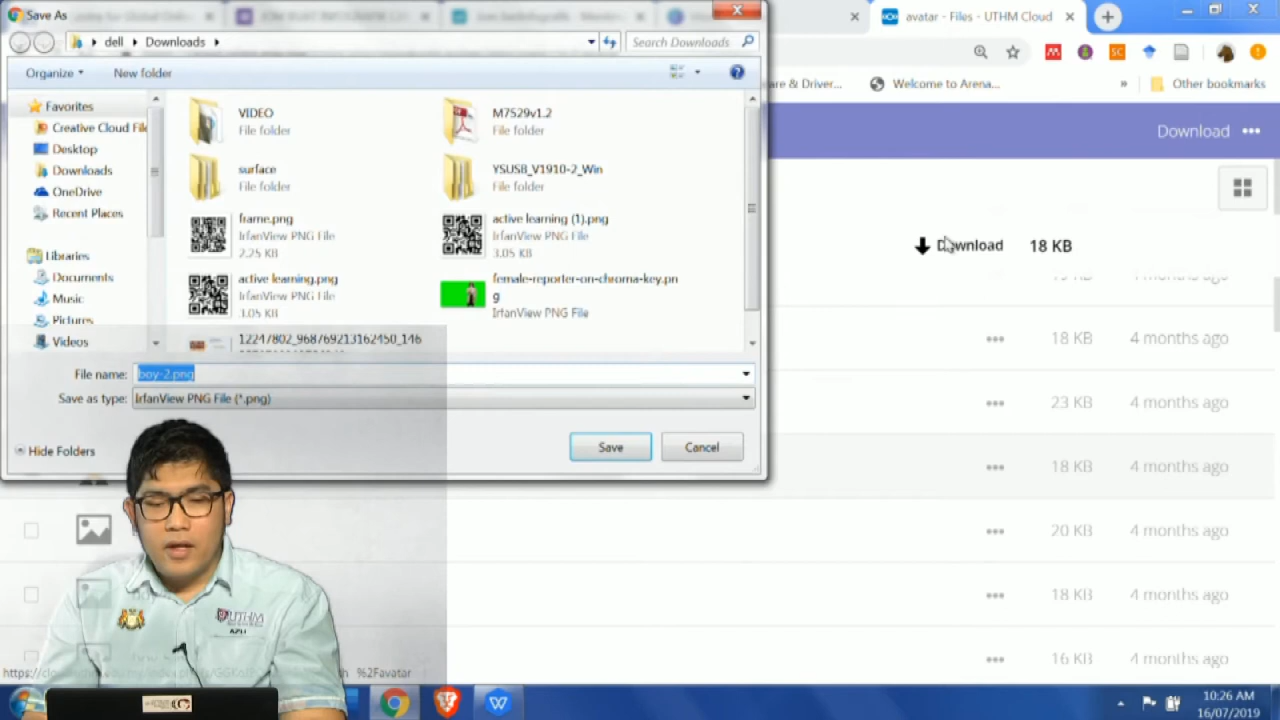 Save As
avatar - Files - UTHM Cloud
dell
Downloads
Search Downloads
Organize
New folder
Other bookmarks
Welcome to Arena...
are & Driver...
Download
Favorites
Creative Cloud File
Desktop
Downloads
OneDrive
Recent Places
Libraries
Documents
Music
Pictures
Videos
VIDEO
File folder
M7529v1.2
File folder
surface
File folder
YSUSB_V1910-2_Win
File folder
frame.png
IrfanView PNG File
2.25 KB
active learning (1).png
IrfanView PNG File
3.05 KB
active learning.png
IrfanView PNG File
3.05 KB
female-reporter-on-chroma-key.pn
g
IrfanView PNG File
12247802_968769213162450_146
File name: boy-2.png
Save as type: IrfanView PNG File (*.png)
Hide Folders
Save
Cancel
Download 18 KB
18 KB 4 months ago
23 KB 4 months ago
18 KB 4 months ago
20 KB 4 months ago
18 KB 4 months ago
16 KB 4 months ago
UTHM
%2Favatar
10:26 AM
16/07/2019